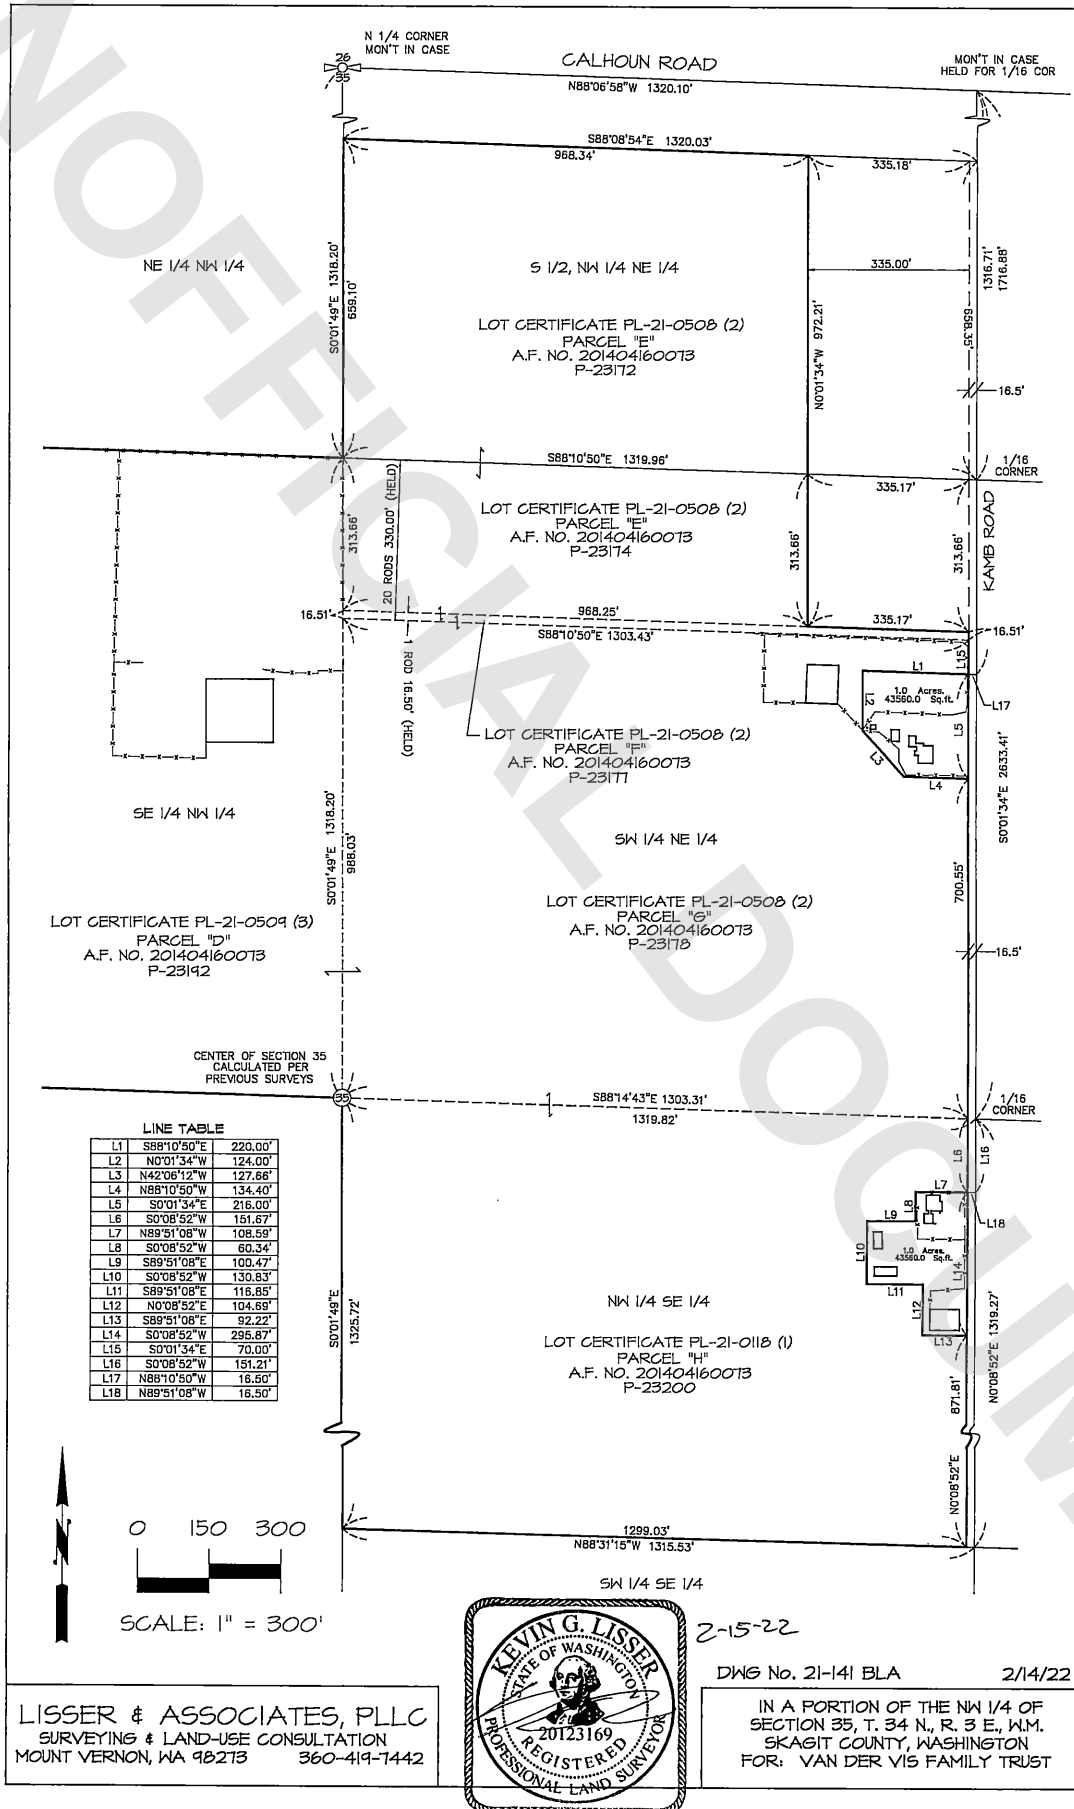 N 1/4 CORNER
MON'T IN CASE
26
35
CALHOUN ROAD
N88°06'58"W 1320.10'
MON'T IN CASE
HELD FOR 1/16 COR
S88°08'54"E 1320.03'
968.34'
335.18'
NE 1/4 NW 1/4
S0°01'49"E 1318.20'
659.10'
S 1/2, NW 1/4 NE 1/4
335.00'
1316.71'
1716.88'
LOT CERTIFICATE PL-21-0508 (2)
PARCEL "E"
A.F. NO. 201404160073
P-23172
N0°01'34"W 972.21'
658.35'
16.5'
S88°10'50"E 1319.96'
335.17'
1/16
CORNER
LOT CERTIFICATE PL-21-0508 (2)
PARCEL "E"
A.F. NO. 201404160073
P-23174
313.66'
20 RODS 330.00' (HELD)
313.66'
313.66'
KAMB ROAD
16.51'
968.25'
335.17'
16.51'
S88°10'50"E 1303.43'
1 ROD 16.50' (HELD)
L1
L15
1.0 Acres.
43560.0 Sq.ft.
L2
L17
L5
L3
L4
LOT CERTIFICATE PL-21-0508 (2)
PARCEL "F"
A.F. NO. 201404160073
P-23177
S0°01'34"E 2633.41'
SE 1/4 NW 1/4
S0°01'49"E 1318.20'
988.03'
SW 1/4 NE 1/4
700.55'
LOT CERTIFICATE PL-21-0509 (3)
PARCEL "D"
A.F. NO. 201404160073
P-23192
LOT CERTIFICATE PL-21-0508 (2)
PARCEL "G"
A.F. NO. 201404160073
P-23178
16.5'
CENTER OF SECTION 35
CALCULATED PER
PREVIOUS SURVEYS
35
S88°14'43"E 1303.31'
1319.82'
1/16
CORNER
LINE TABLE
L1 S88°10'50"E 220.00'
L2 N0°01'34"W 124.00'
L3 N42°06'12"W 127.66'
L4 N88°10'50"W 134.40'
L5 S0°01'34"E 216.00'
L6 S0°08'52"W 151.67'
L7 N89°51'08"W 108.59'
L8 S0°08'52"W 60.34'
L9 S89°51'08"E 100.47'
L10 S0°08'52"W 130.83'
L11 S89°51'08"E 116.85'
L12 N0°08'52"E 104.69'
L13 S89°51'08"E 92.22'
L14 S0°08'52"W 295.87'
L15 S0°01'34"E 70.00'
L16 S0°08'52"W 151.21'
L17 N88°10'50"W 16.50'
L18 N89°51'08"W 16.50'
L6
L16
L7
L8
L18
L9
L10
1.0 Acres.
43560.0 Sq.ft.
L14
L11
L12
L13
S0°01'49"E
1325.72'
NW 1/4 SE 1/4
LOT CERTIFICATE PL-21-0118 (1)
PARCEL "H"
A.F. NO. 201404160073
P-23200
N0°08'52"E 1319.27'
871.81'
N0°08'52"E
N
0 150 300
SCALE: 1" = 300'
1299.03'
N88°31'15"W 1315.53'
SW 1/4 SE 1/4
KEVIN G. LISSER
STATE OF WASHINGTON
20123169
REGISTERED
PROFESSIONAL LAND SURVEYOR
2-15-22
DWG No. 21-141 BLA 2/14/22
LISSER & ASSOCIATES, PLLC
SURVEYING & LAND-USE CONSULTATION
MOUNT VERNON, WA 98273 360-419-7442
IN A PORTION OF THE NW 1/4 OF
SECTION 35, T. 34 N., R. 3 E., W.M.
SKAGIT COUNTY, WASHINGTON
FOR: VAN DER VIS FAMILY TRUST
NOFFICIAL DOCUM